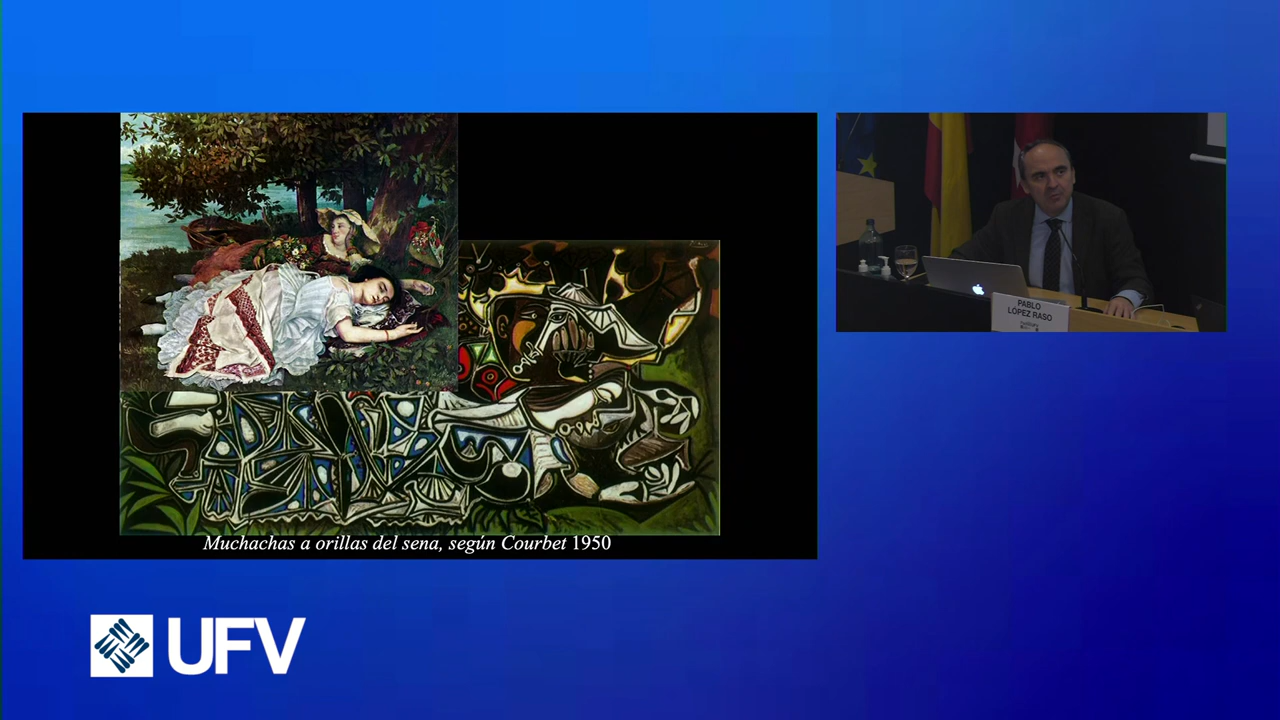 Muchachas a orillas del sena, según Courbet 1950
PABLO
LÓPEZ RASO
UFV